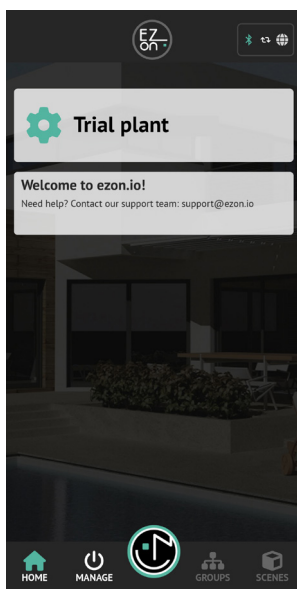 EZ
on
Trial plant
Welcome to ezon.io!
Need help? Contact our support team: support@ezon.io
HOME
MANAGE
GROUPS
SCENES